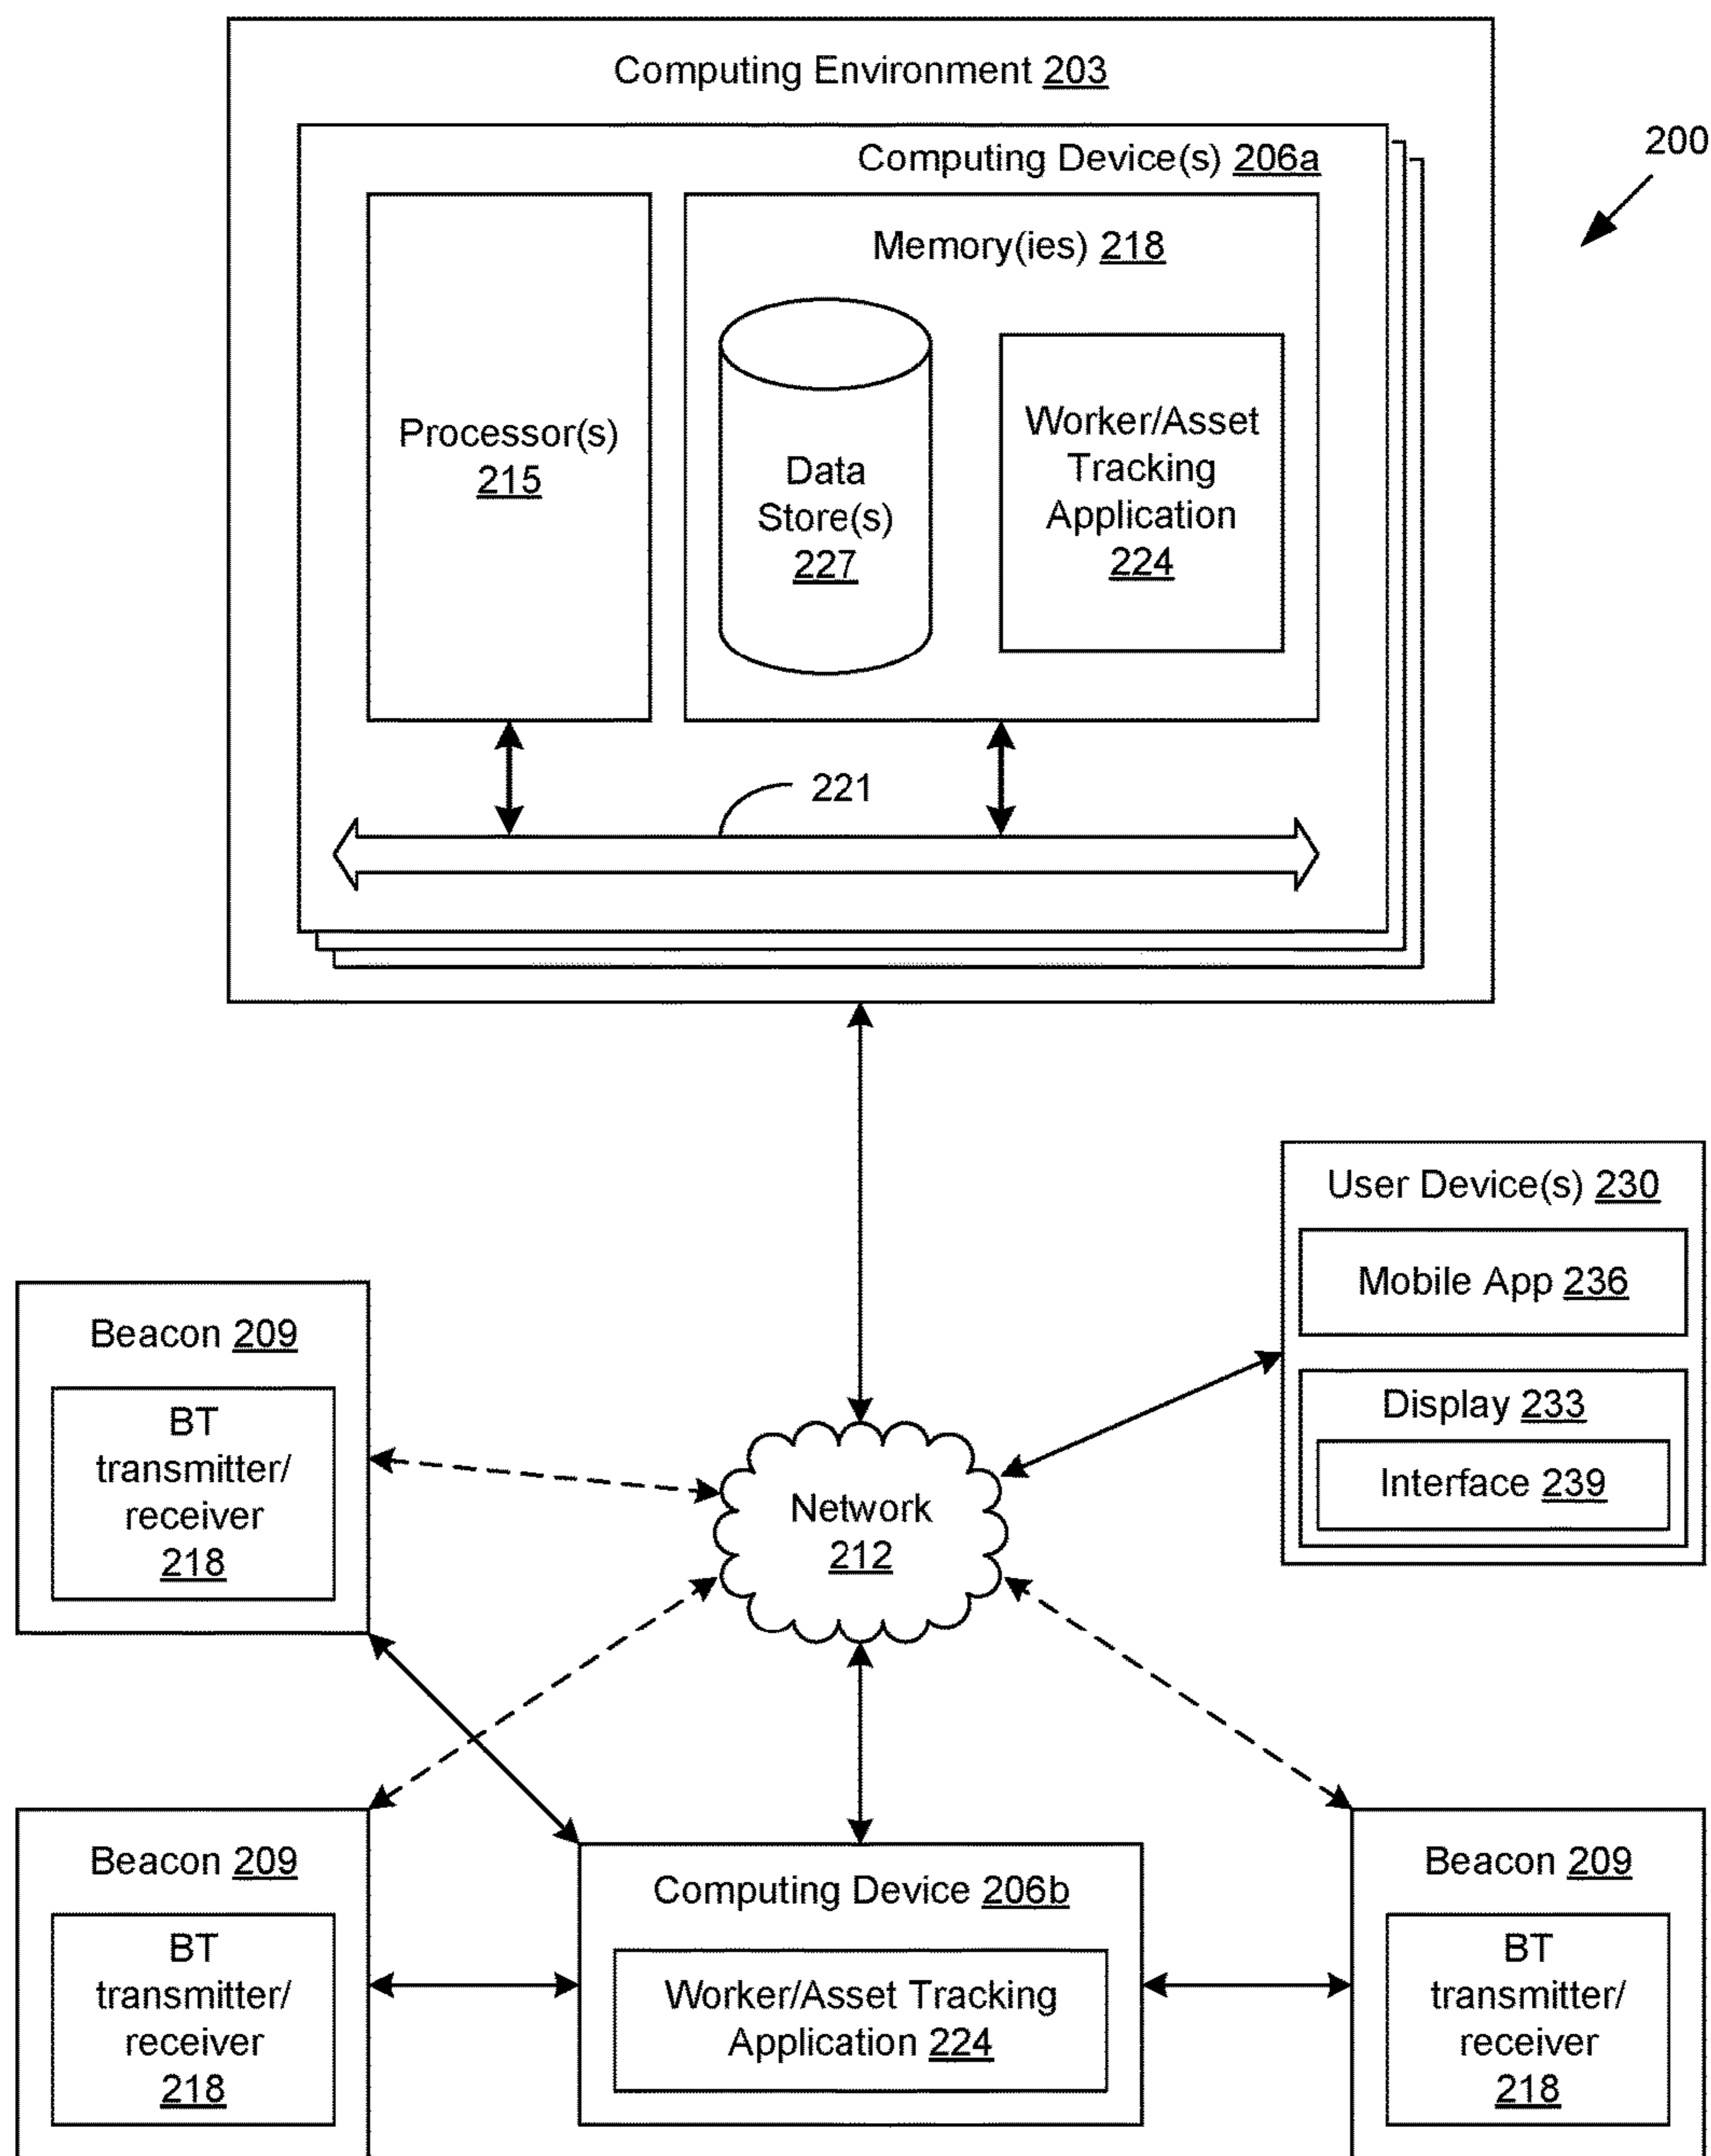 Computing Environment 203
200
Computing Device(s) 206a
Memory(ies) 218
Processor(s)
215
Data
Store(s)
227
Worker/Asset
Tracking
Application
224
221
User Device(s) 230
Mobile App 236
Display 233
Interface 239
Beacon 209
BT
transmitter/
receiver
218
Network
212
Beacon 209
BT
transmitter/
receiver
218
Computing Device 206b
Worker/Asset Tracking
Application 224
Beacon 209
BT
transmitter/
receiver
218